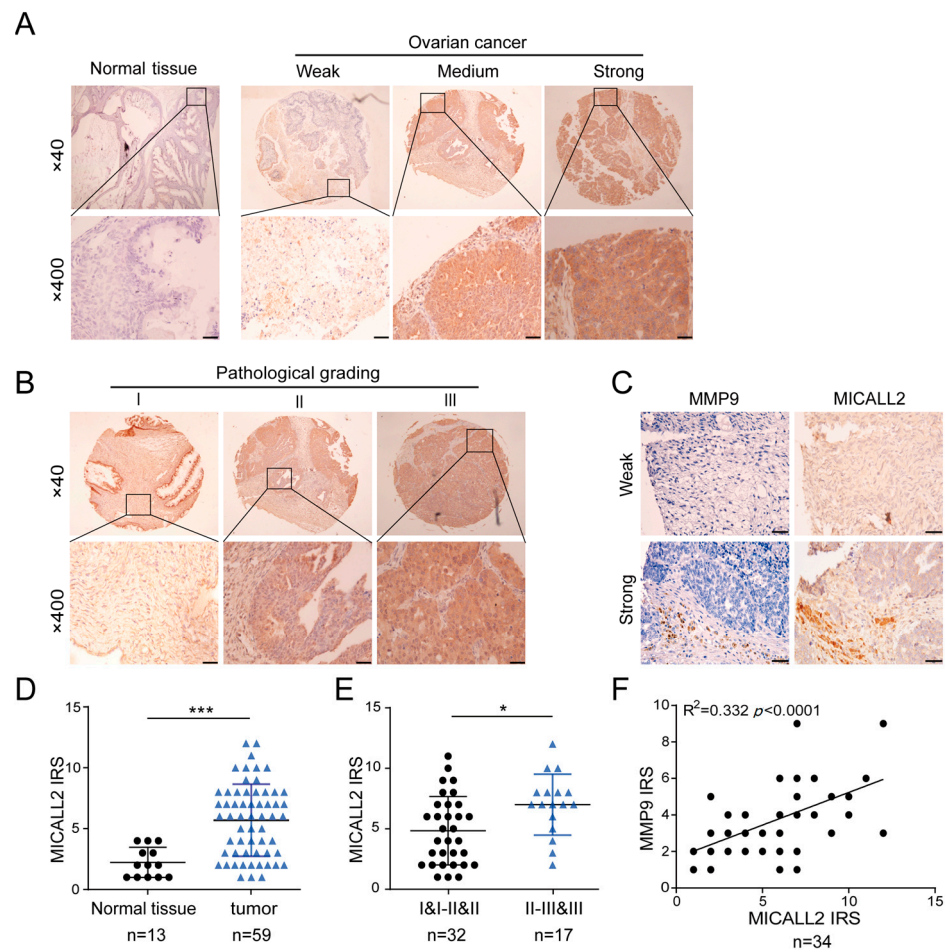 A
Ovarian cancer
Normal tissue
Weak
Medium
Strong
×40
×400
B
Pathological grading
I
II
III
×40
×400
C
MMP9
MICALL2
Weak
Strong
D
MICALL2 IRS
15
10
5
0
***
Normal tissue
tumor
n=13
n=59
E
MICALL2 IRS
15
10
5
0
*
I&I-II&II
II-III&III
n=32
n=17
F
R²=0.332 p<0.0001
MMP9 IRS
10
8
6
4
2
0
0
5
10
15
MICALL2 IRS
n=34